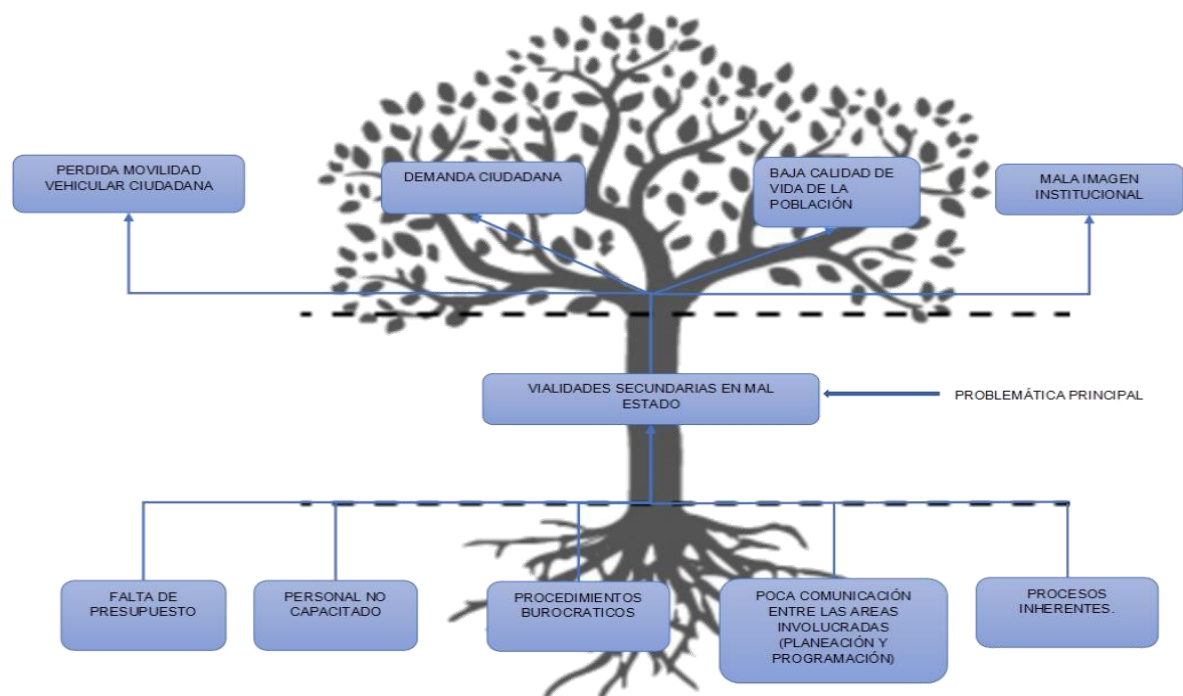 PERDIDA MOVILIDAD
VEHICULAR CIUDADANA
DEMANDA CIUDADANA
BAJA CALIDAD DE
VIDA DE LA
POBLACIÓN
MALA IMAGEN
INSTITUCIONAL
VIALIDADES SECUNDARIAS EN MAL
ESTADO
PROBLEMÁTICA PRINCIPAL
FALTA DE
PRESUPUESTO
PERSONAL NO
CAPACITADO
PROCEDIMIENTOS
BUROCRATICOS
POCA COMUNICACIÓN
ENTRE LAS AREAS
INVOLUCRADAS
(PLANEACIÓN Y
PROGRAMACIÓN)
PROCESOS
INHERENTES.